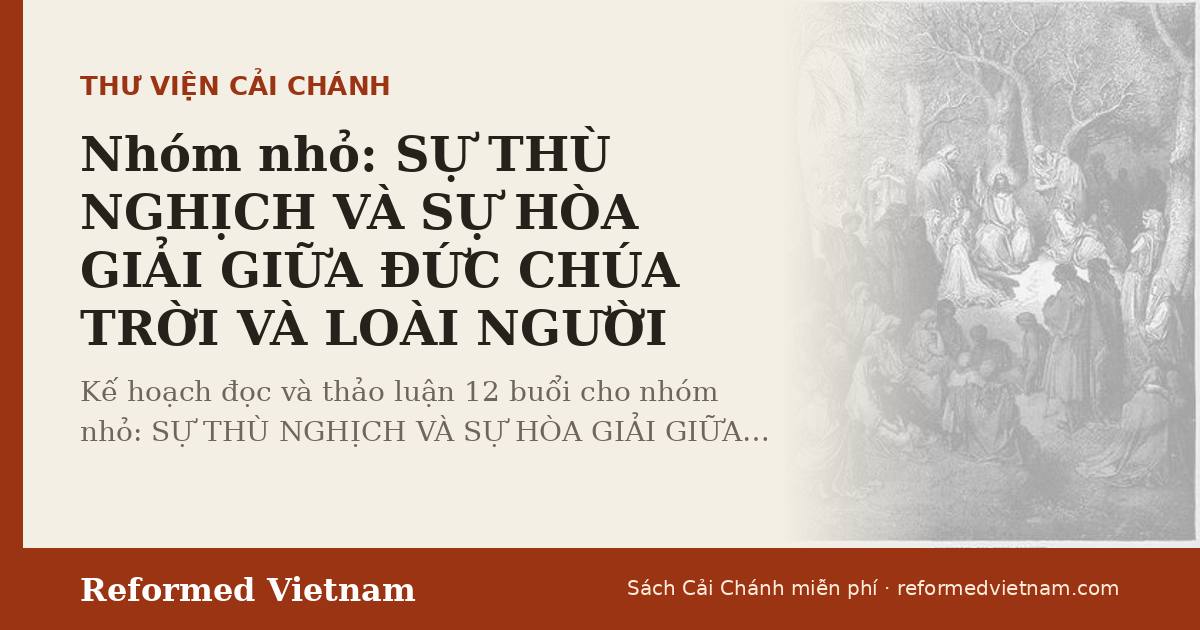 THƯ VIỆN CẢI CHÁNH
Nhóm nhỏ: SỰ THÙ
NGHỊCH VÀ SỰ HÒA
GIẢI GIỮA ĐỨC CHÚA
TRỜI VÀ LOÀI NGƯỜI
Kế hoạch đọc và thảo luận 12 buổi cho nhóm
nhỏ: SỰ THÙ NGHỊCH VÀ SỰ HÒA GIẢI GIỮA...
Reformed Vietnam
Sách Cải Chánh miễn phí · reformedvietnam.com